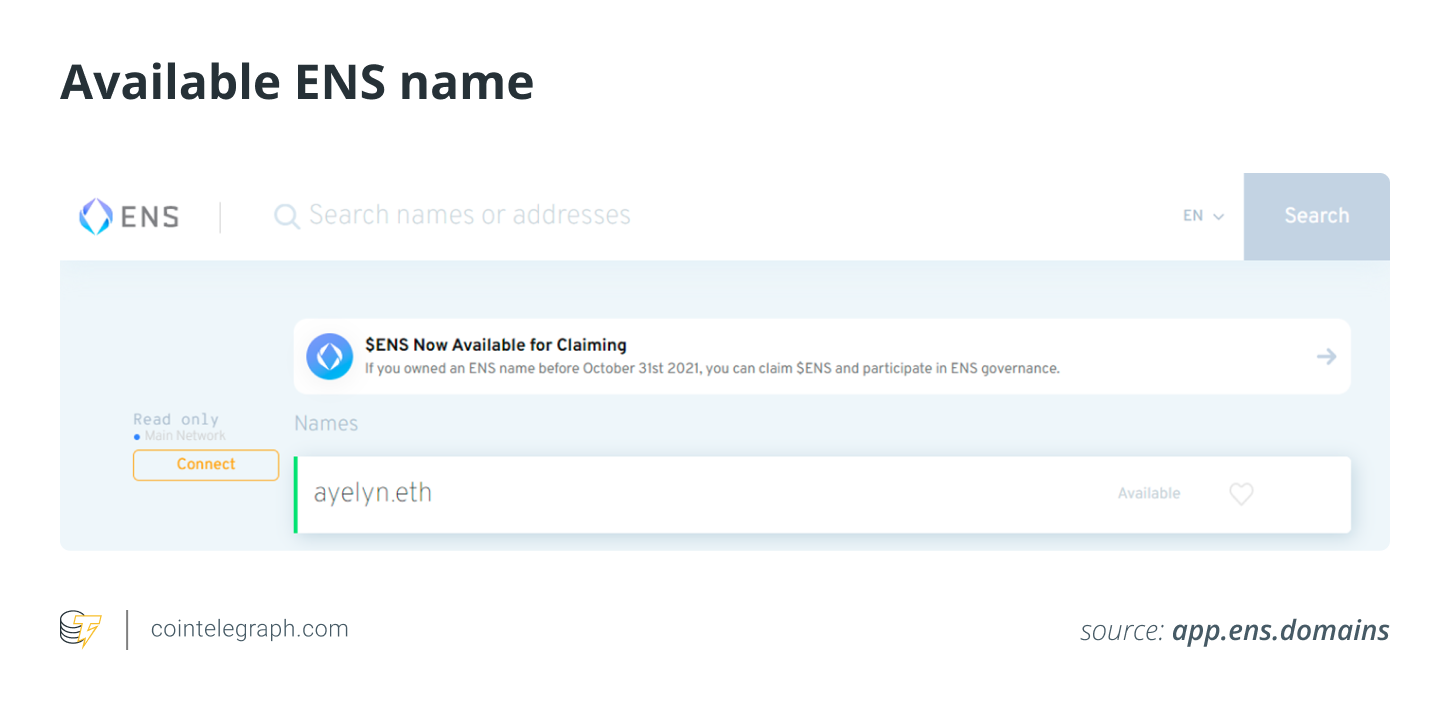 Available ENS name
ENS
Search names or addresses
EN
Search
$ENS Now Available for Claiming
If you owned an ENS name before October 31st 2021, you can claim $ENS and participate in ENS governance.
Read only
Main Network
Connect
Names
ayelyn.eth
Available
cointelegraph.com
source: app.ens.domains